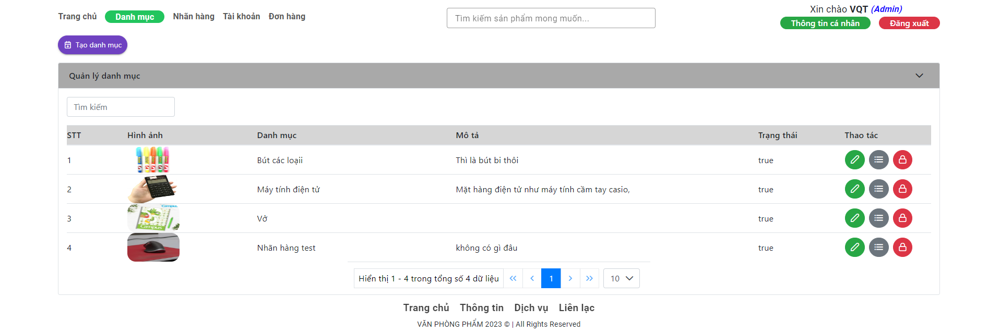 Trang chủ Danh mục Nhãn hàng Tài khoản Đơn hàng
Tìm kiếm sản phẩm mong muốn...
Xin chào VQT (Admin)
Thông tin cá nhân Đăng xuất
Tạo danh mục
Quản lý danh mục
Tìm kiếm
STT Hình ảnh Danh mục Mô tả Trạng thái Thao tác
1 Bút các loạii Thì là bút bi thôi true
2 Máy tính điện tử Mặt hàng điện tử như máy tính cầm tay casio, true
3 Campus Campus Vở true
4 Nhãn hàng test không có gì đâu true
Hiển thị 1 - 4 trong tổng số 4 dữ liệu 1 10
Trang chủ Thông tin Dịch vụ Liên lạc
VĂN PHÒNG PHẨM 2023 © | All Rights Reserved